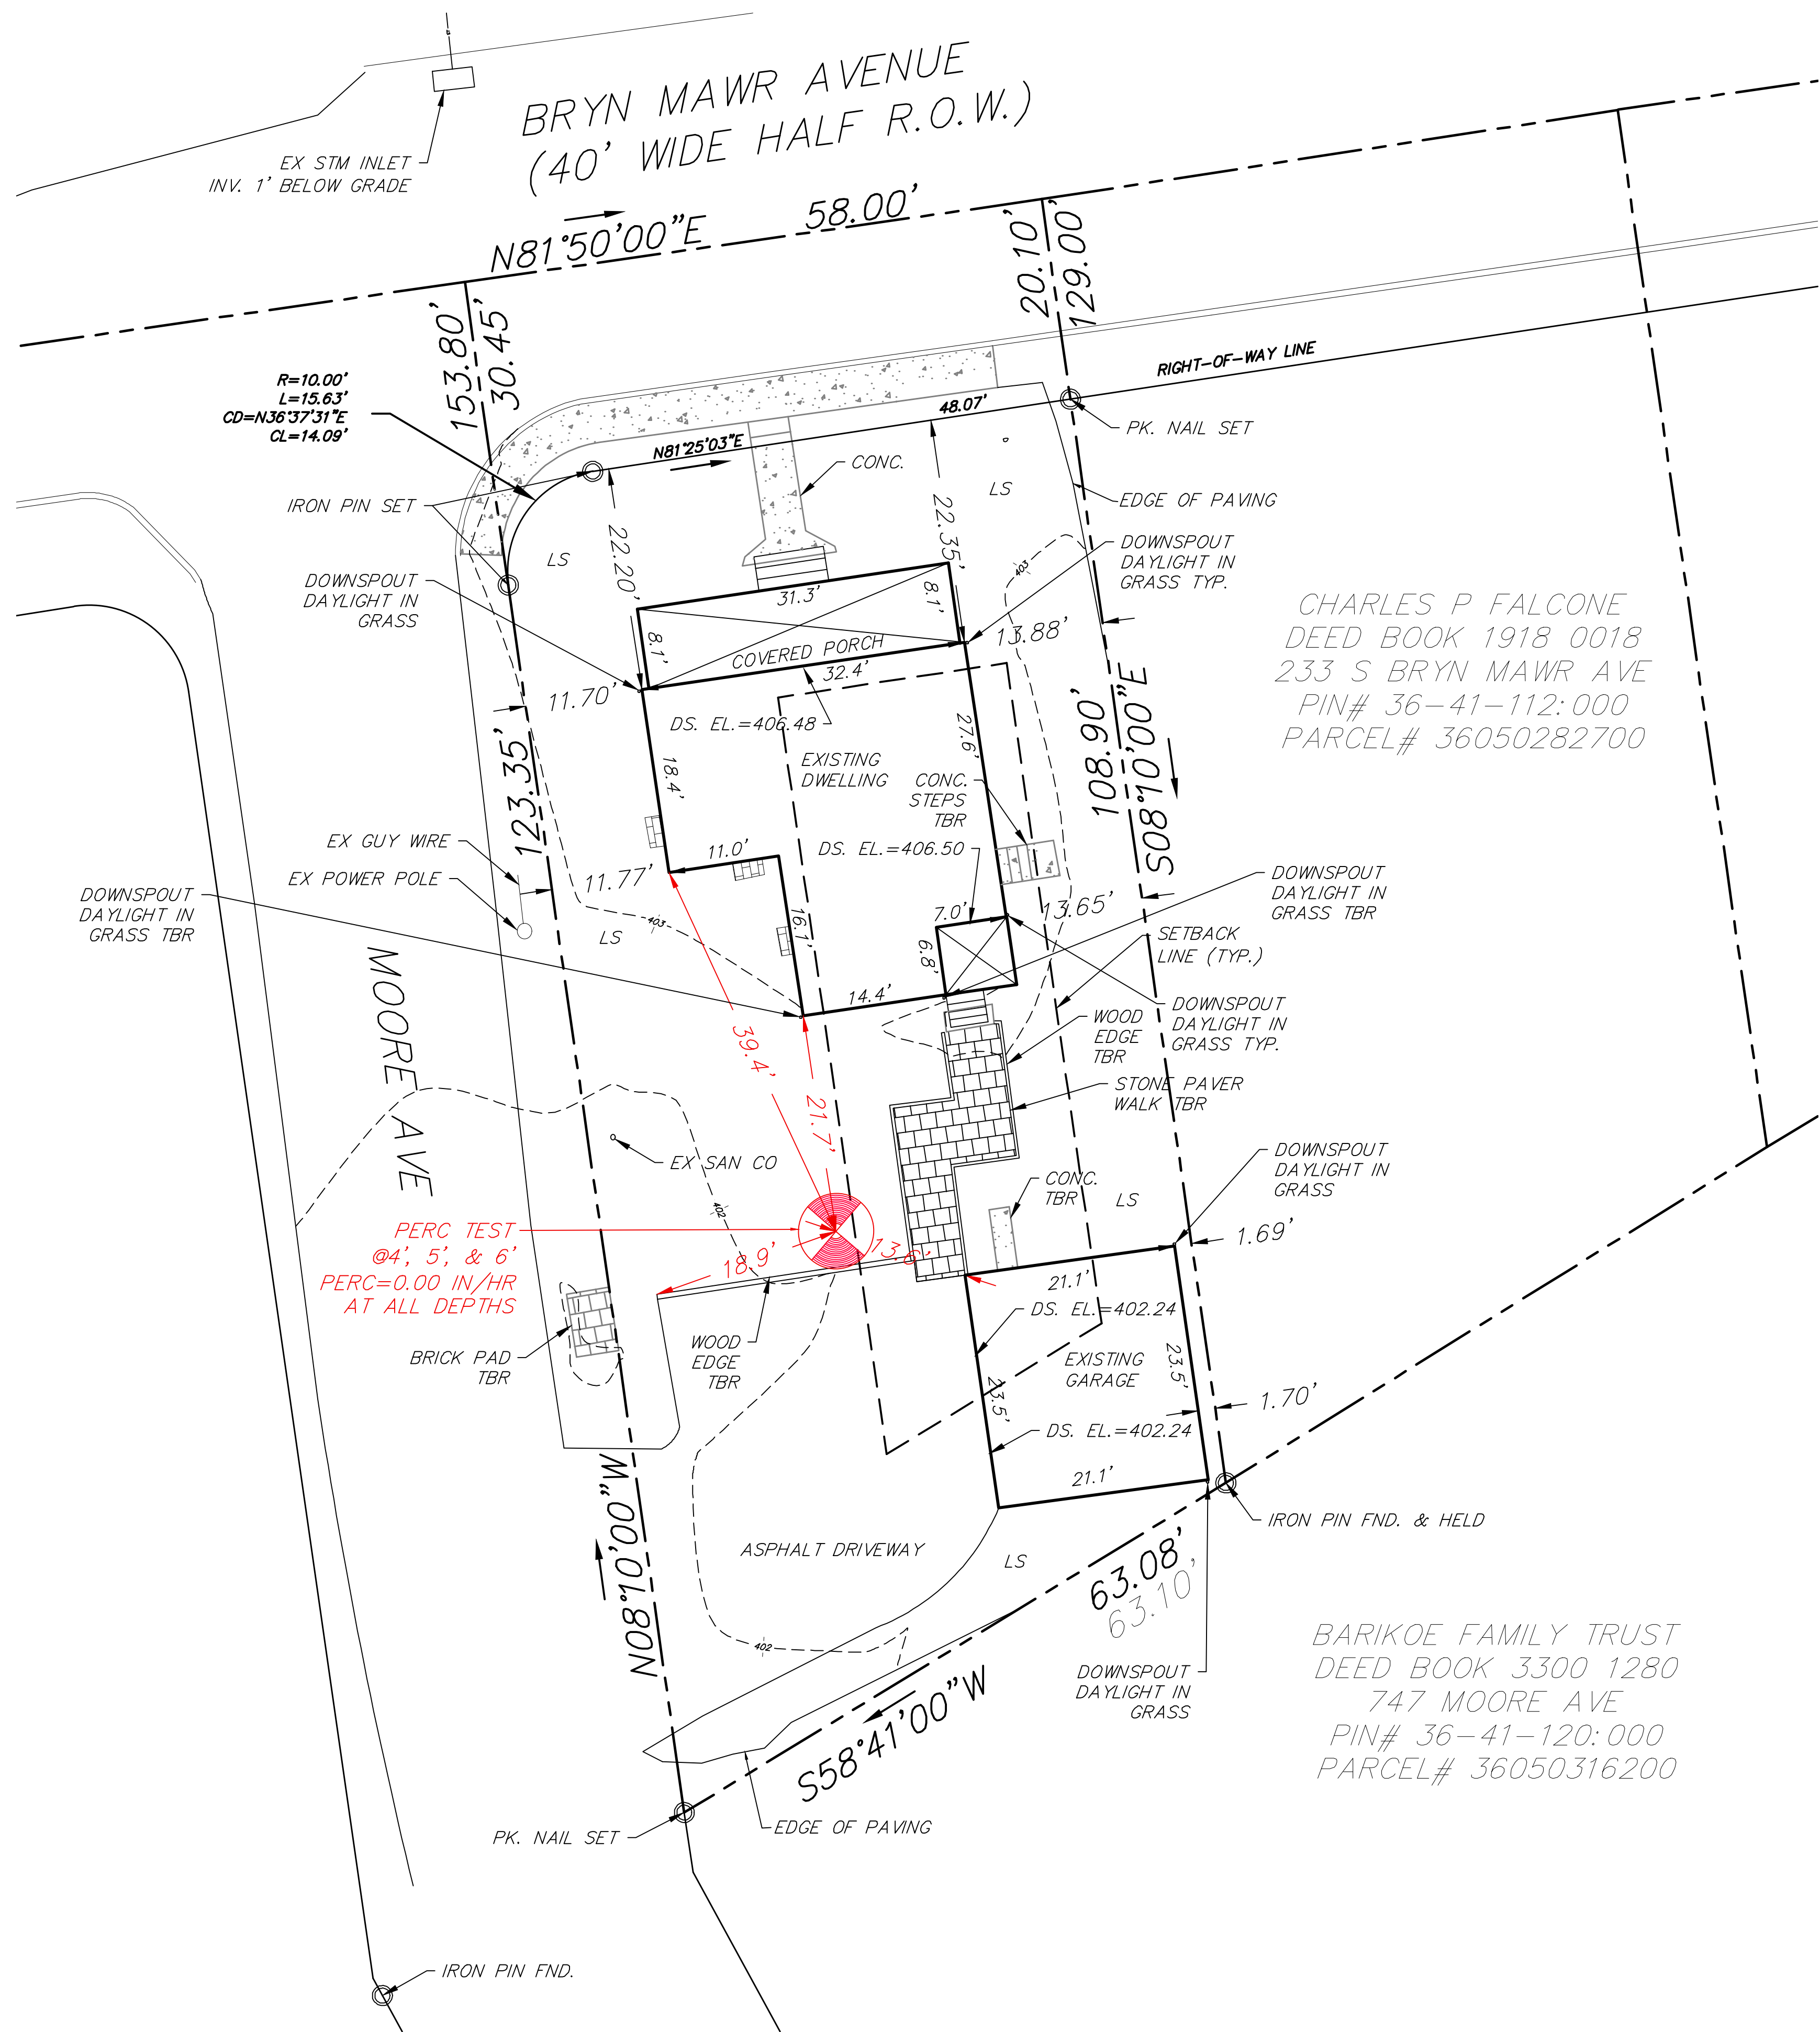 BRYN MAWR AVENUE
(40' WIDE HALF R.O.W.)
EX STM INLET
INV. 1' BELOW GRADE
N81°50'00"E
58.00'
153.80'
30.45'
20.10'
129.00'
R=10.00'
L=15.63'
CD=N36°37'31"E
CL=14.09'
RIGHT-OF-WAY LINE
48.07'
N81°25'03"E
PK. NAIL SET
CONC.
LS
EDGE OF PAVING
IRON PIN SET
LS
22.20'
22.35'
DOWNSPOUT
DAYLIGHT IN
GRASS
DOWNSPOUT
DAYLIGHT IN
GRASS TYP.
403
31.3'
8.1'
8.1'
COVERED PORCH
32.4'
13.88'
11.70'
DS. EL.=406.48
CHARLES P FALCONE
DEED BOOK 1918 0018
233 S BRYN MAWR AVE
PIN# 36-41-112:000
PARCEL# 36050282700
108.90'
S08°10'00"E
123.35'
18.4'
27.6'
EXISTING
DWELLING
CONC.
STEPS
TBR
EX GUY WIRE
EX POWER POLE
11.0'
11.77'
DS. EL.=406.50
DOWNSPOUT
DAYLIGHT IN
GRASS TBR
DOWNSPOUT
DAYLIGHT IN
GRASS TBR
7.0'
13.65'
6.8'
16.1'
LS
403
SETBACK
LINE (TYP.)
14.4'
MOORE AVE
WOOD
EDGE
TBR
DOWNSPOUT
DAYLIGHT IN
GRASS TYP.
39.4'
21.7'
STONE PAVER
WALK TBR
EX SAN CO
DOWNSPOUT
DAYLIGHT IN
GRASS
CONC.
TBR
LS
402
PERC TEST
@4', 5', & 6'
PERC=0.00 IN/HR
AT ALL DEPTHS
18.9'
13.6'
1.69'
21.1'
DS. EL.=402.24
BRICK PAD
TBR
WOOD
EDGE
TBR
EXISTING
GARAGE
23.5'
23.5'
1.70'
DS. EL.=402.24
21.1'
N08°10'00"W
IRON PIN FND. & HELD
ASPHALT DRIVEWAY
LS
63.08'
63.10'
402
BARIKOE FAMILY TRUST
DEED BOOK 3300 1280
747 MOORE AVE
PIN# 36-41-120:000
PARCEL# 36050316200
DOWNSPOUT
DAYLIGHT IN
GRASS
S58°41'00"W
PK. NAIL SET
EDGE OF PAVING
IRON PIN FND.